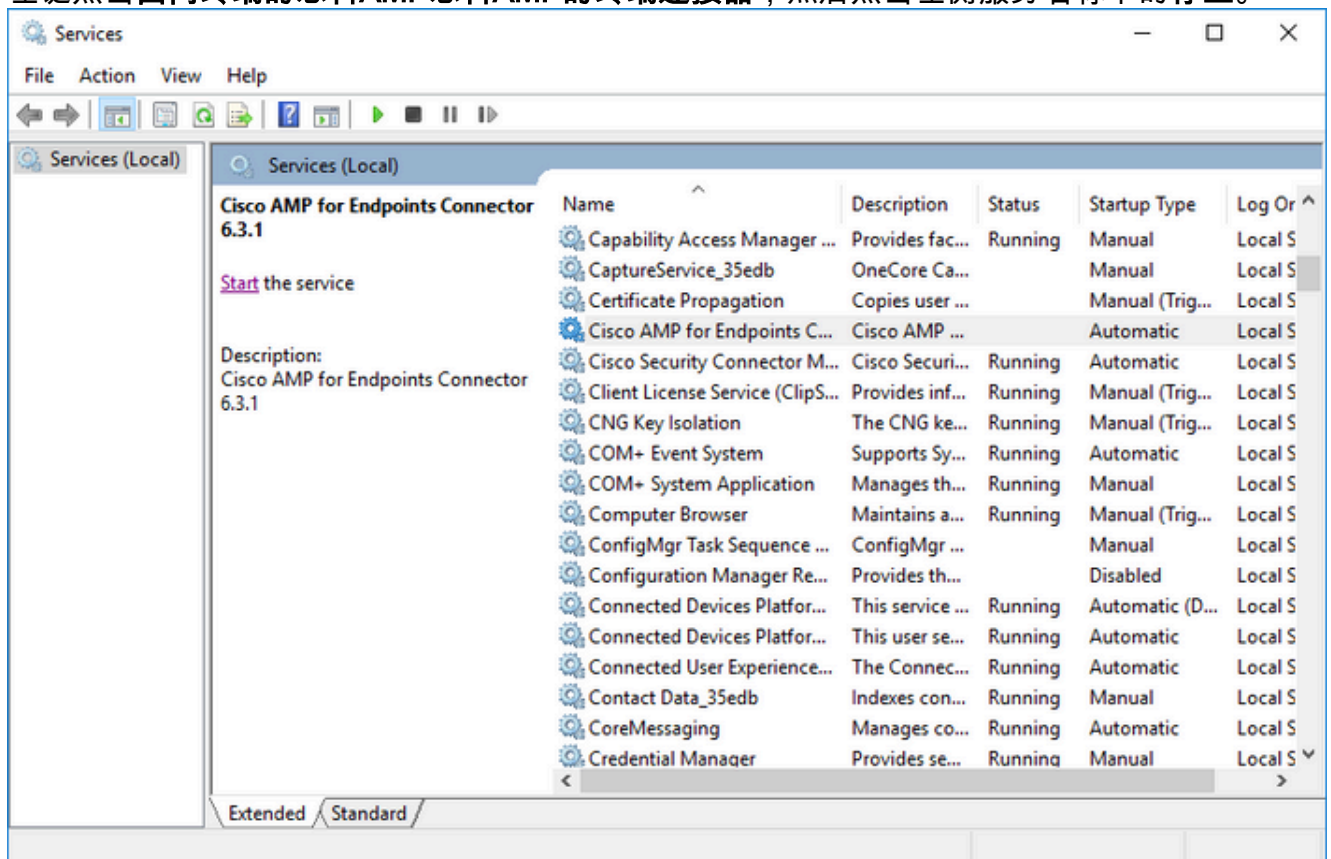 Services
File Action View Help
Services (Local)
Services (Local)
Cisco AMP for Endpoints Connector
6.3.1
Start the service
Description:
Cisco AMP for Endpoints Connector
6.3.1
Name Description Status Startup Type Log Or
Capability Access Manager ... Provides fac... Running Manual Local S
CaptureService_35edb OneCore Ca... Manual Local S
Certificate Propagation Copies user ... Manual (Trig... Local S
Cisco AMP for Endpoints C... Cisco AMP ... Automatic Local S
Cisco Security Connector M... Cisco Securi... Running Automatic Local S
Client License Service (ClipS... Provides inf... Running Manual (Trig... Local S
CNG Key Isolation The CNG ke... Running Manual (Trig... Local S
COM+ Event System Supports Sy... Running Automatic Local S
COM+ System Application Manages th... Running Manual Local S
Computer Browser Maintains a... Running Manual (Trig... Local S
ConfigMgr Task Sequence ... ConfigMgr ... Manual Local S
Configuration Manager Re... Provides th... Disabled Local S
Connected Devices Platfor... This service ... Running Automatic (D... Local S
Connected Devices Platfor... This user se... Running Automatic Local S
Connected User Experience... The Connec... Running Automatic Local S
Contact Data_35edb Indexes con... Running Manual Local S
CoreMessaging Manages co... Running Automatic Local S
Credential Manager Provides se... Running Manual Local S
Extended Standard